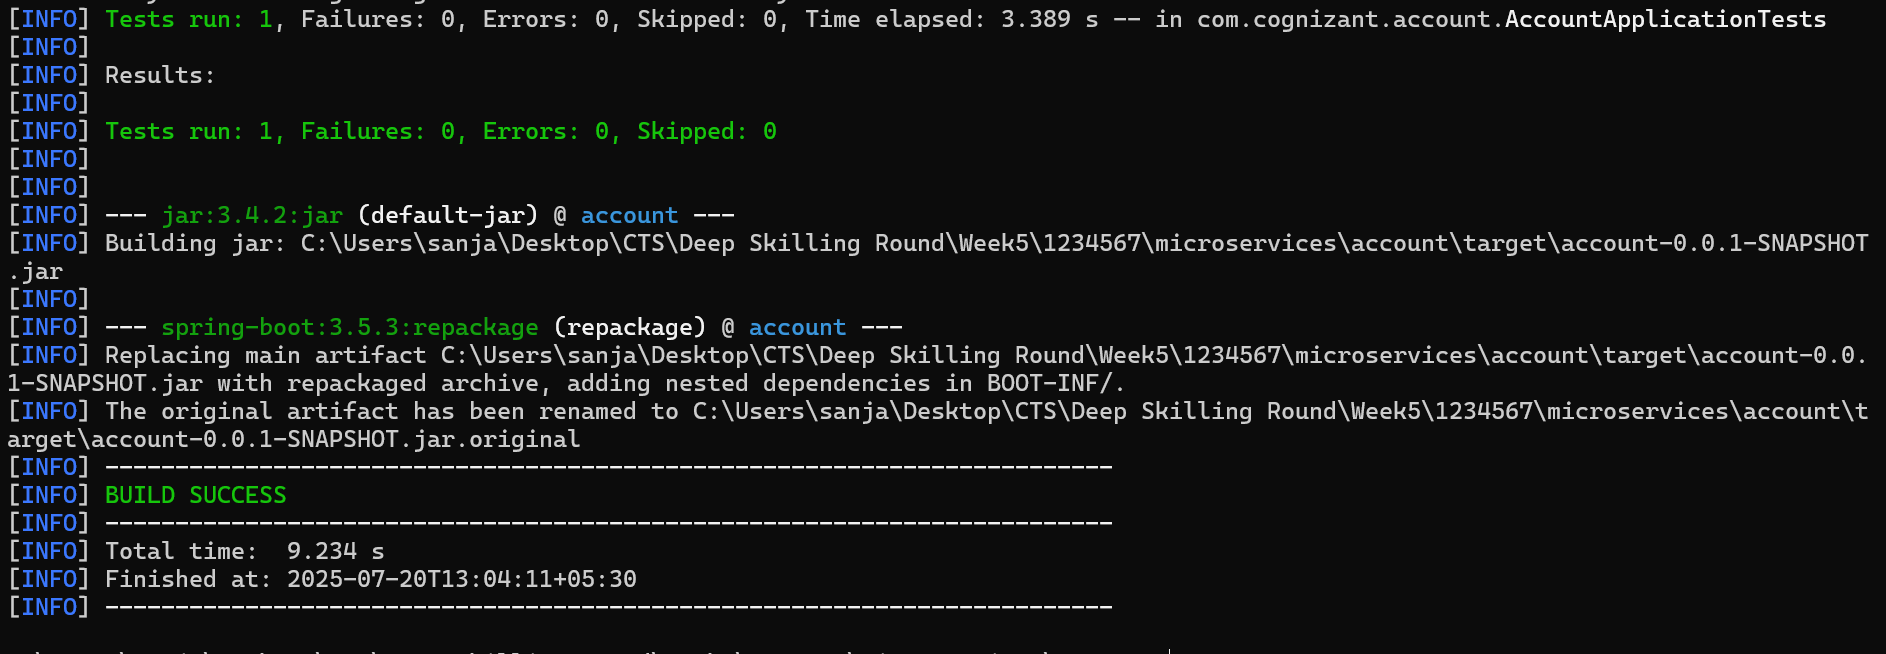 [INFO] Tests run: 1, Failures: 0, Errors: 0, Skipped: 0, Time elapsed: 3.389 s -- in com.cognizant.account.AccountApplicationTests
[INFO]
[INFO] Results:
[INFO]
[INFO] Tests run: 1, Failures: 0, Errors: 0, Skipped: 0
[INFO]
[INFO]
[INFO] --- jar:3.4.2:jar (default-jar) @ account ---
[INFO] Building jar: C:\Users\sanja\Desktop\CTS\Deep Skilling Round\Week5\1234567\microservices\account\target\account-0.0.1-SNAPSHOT
.jar
[INFO]
[INFO] --- spring-boot:3.5.3:repackage (repackage) @ account ---
[INFO] Replacing main artifact C:\Users\sanja\Desktop\CTS\Deep Skilling Round\Week5\1234567\microservices\account\target\account-0.0.
1-SNAPSHOT.jar with repackaged archive, adding nested dependencies in BOOT-INF/.
[INFO] The original artifact has been renamed to C:\Users\sanja\Desktop\CTS\Deep Skilling Round\Week5\1234567\microservices\account\t
arget\account-0.0.1-SNAPSHOT.jar.original
[INFO] ------------------------------------------------------------------------
[INFO] BUILD SUCCESS
[INFO] ------------------------------------------------------------------------
[INFO] Total time:  9.234 s
[INFO] Finished at: 2025-07-20T13:04:11+05:30
[INFO] ------------------------------------------------------------------------